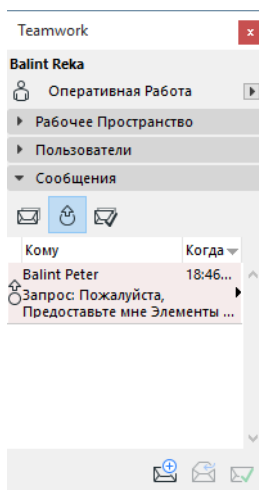 Teamwork
Balint Reka
Оперативная Работа
Рабочее Пространство
Пользователи
Сообщения
Кому Когда
Balint Peter 18:46...
Запрос: Пожалуйста,
Предоставьте мне Элементы ...